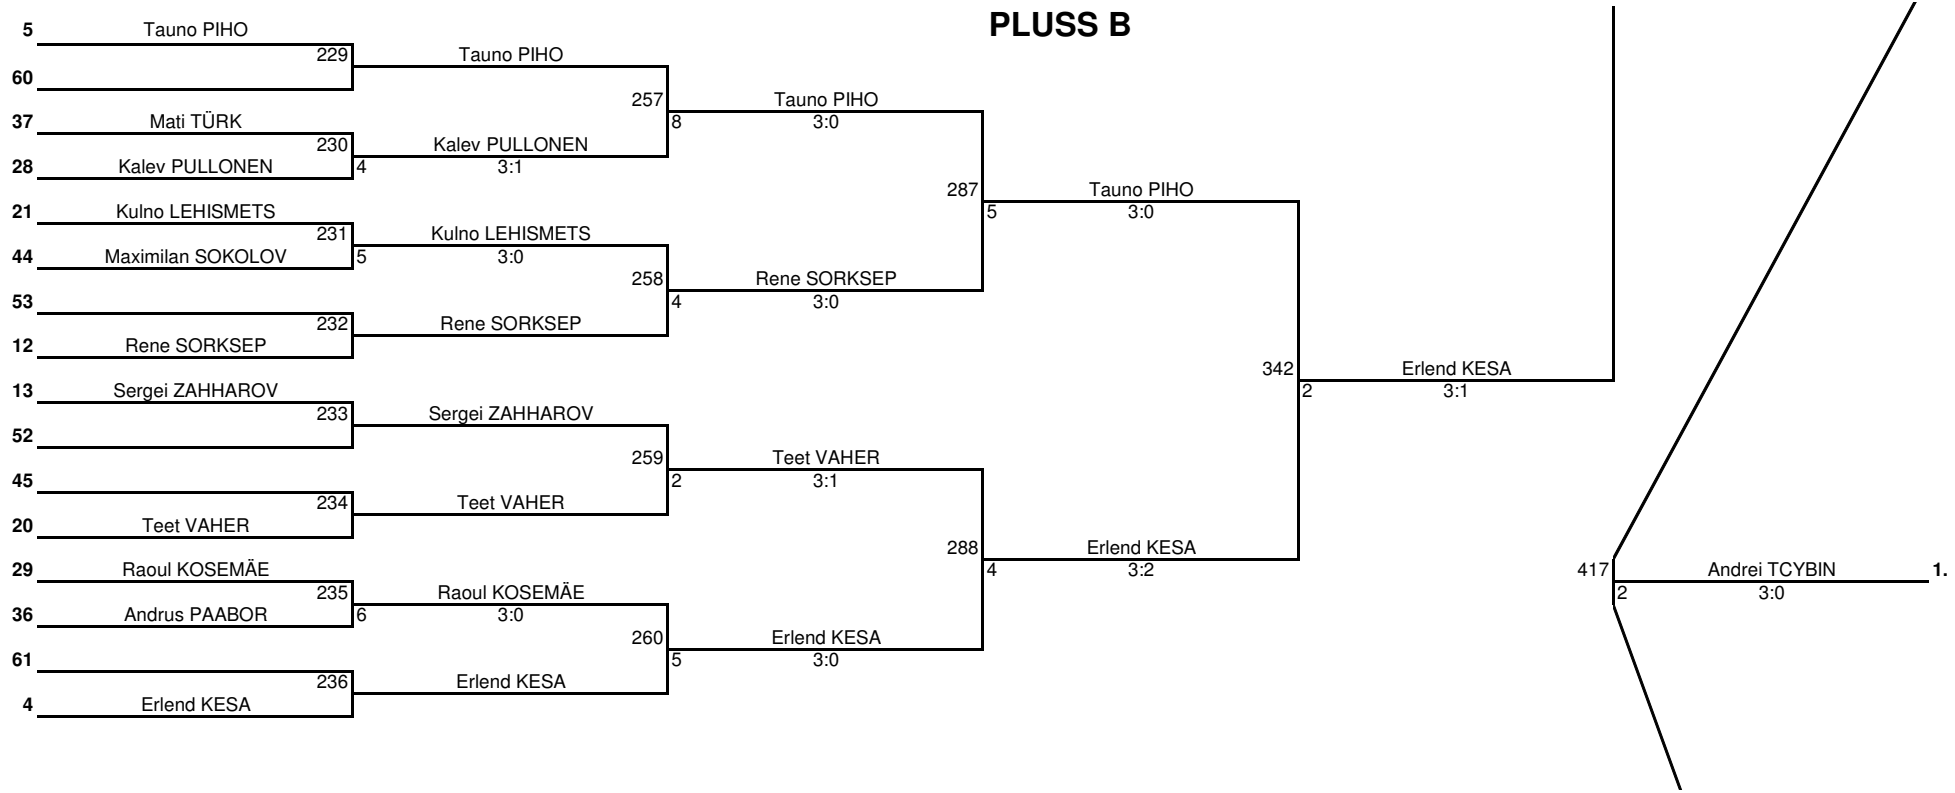 PLUSS B
5 Tauno PIHO
229 Tauno PIHO
60
257 Tauno PIHO
8 3:0
37 Mati TÜRK
230 Kalev PULLONEN
28 Kalev PULLONEN 4 3:1
287 Tauno PIHO
5 3:0
21 Kulno LEHISMETS
231 Kulno LEHISMETS
44 Maximilan SOKOLOV 5 3:0
258 Rene SORKSEP
4 3:0
53
232 Rene SORKSEP
12 Rene SORKSEP
342 Erlend KESA
2 3:1
13 Sergei ZAHHAROV
233 Sergei ZAHHAROV
52
259 Teet VAHER
2 3:1
45
234 Teet VAHER
20 Teet VAHER
288 Erlend KESA
4 3:2
29 Raoul KOSEMÄE
235 Raoul KOSEMÄE
36 Andrus PAABOR 6 3:0
417 Andrei TCYBIN 1.
2 3:0
260 Erlend KESA
5 3:0
61
236 Erlend KESA
4 Erlend KESA